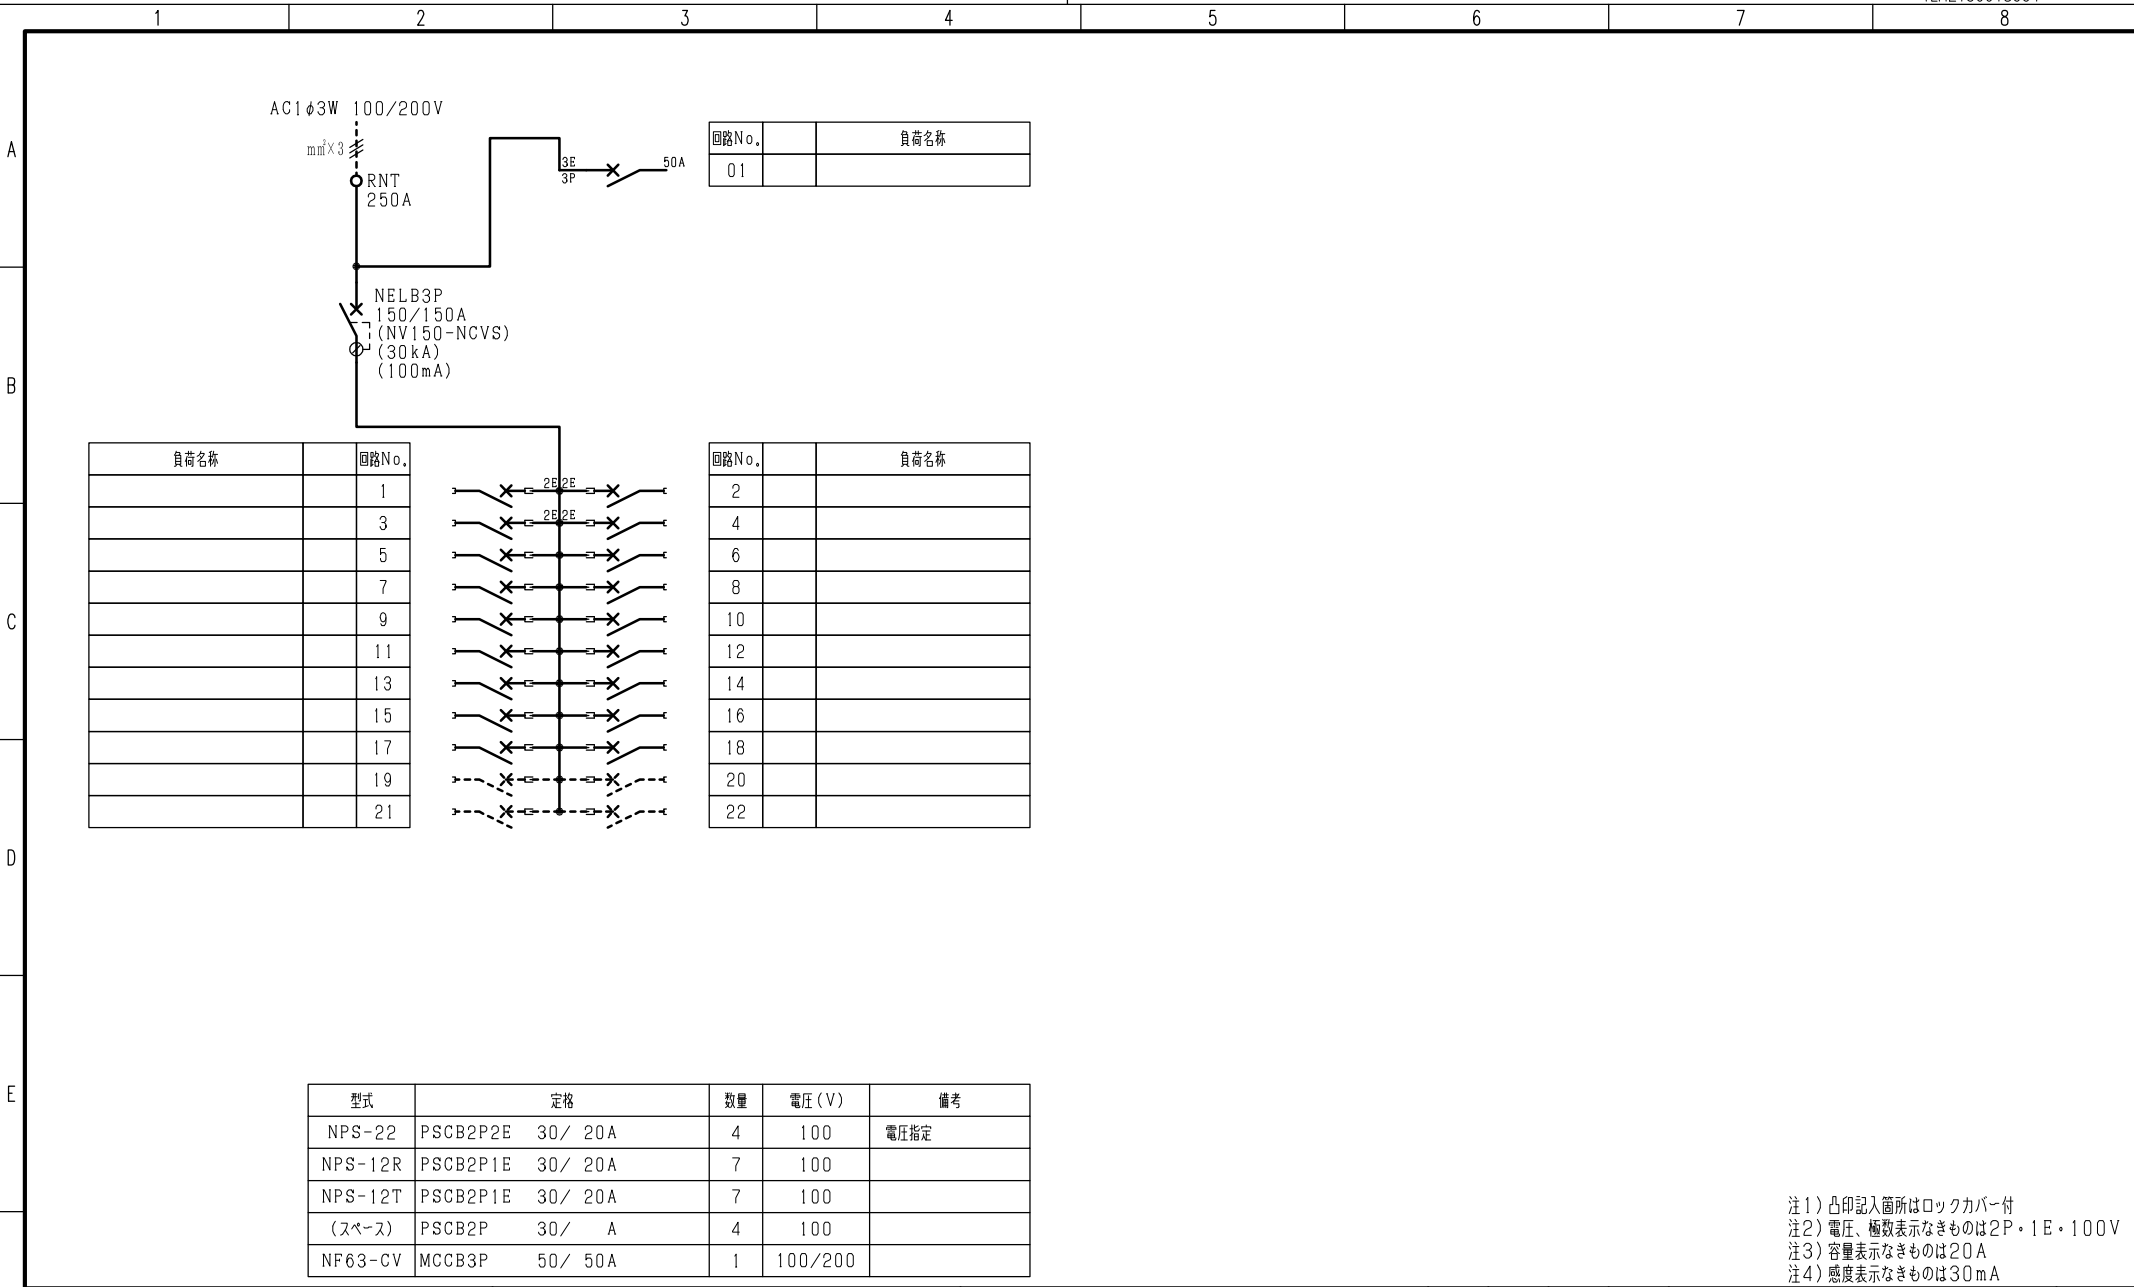 1 2 3 4 5 6 7 8
A
B
C
D
E
AC1φ3W 100/200V
mm²×3
RNT
250A
3E
3P
50A
回路No. 負荷名称
01
NELB3P
150/150A
(NV150-NCVS)
(30kA)
(100mA)
負荷名称 回路No. 回路No. 負荷名称
1 2E 2E 2
3 2E 2E 4
5 6
7 8
9 10
11 12
13 14
15 16
17 18
19 20
21 22
型式 定格 数量 電圧(V) 備考
NPS-22 PSCB2P2E 30/ 20A 4 100 電圧指定
NPS-12R PSCB2P1E 30/ 20A 7 100
NPS-12T PSCB2P1E 30/ 20A 7 100
(スペース) PSCB2P 30/ A 4 100
NF63-CV MCCB3P 50/ 50A 1 100/200
注1)凸印記入箇所はロックカバー付
注2)電圧、極数表示なきものは2P・1E・100V
注3)容量表示なきものは20A
注4)感度表示なきものは30mA